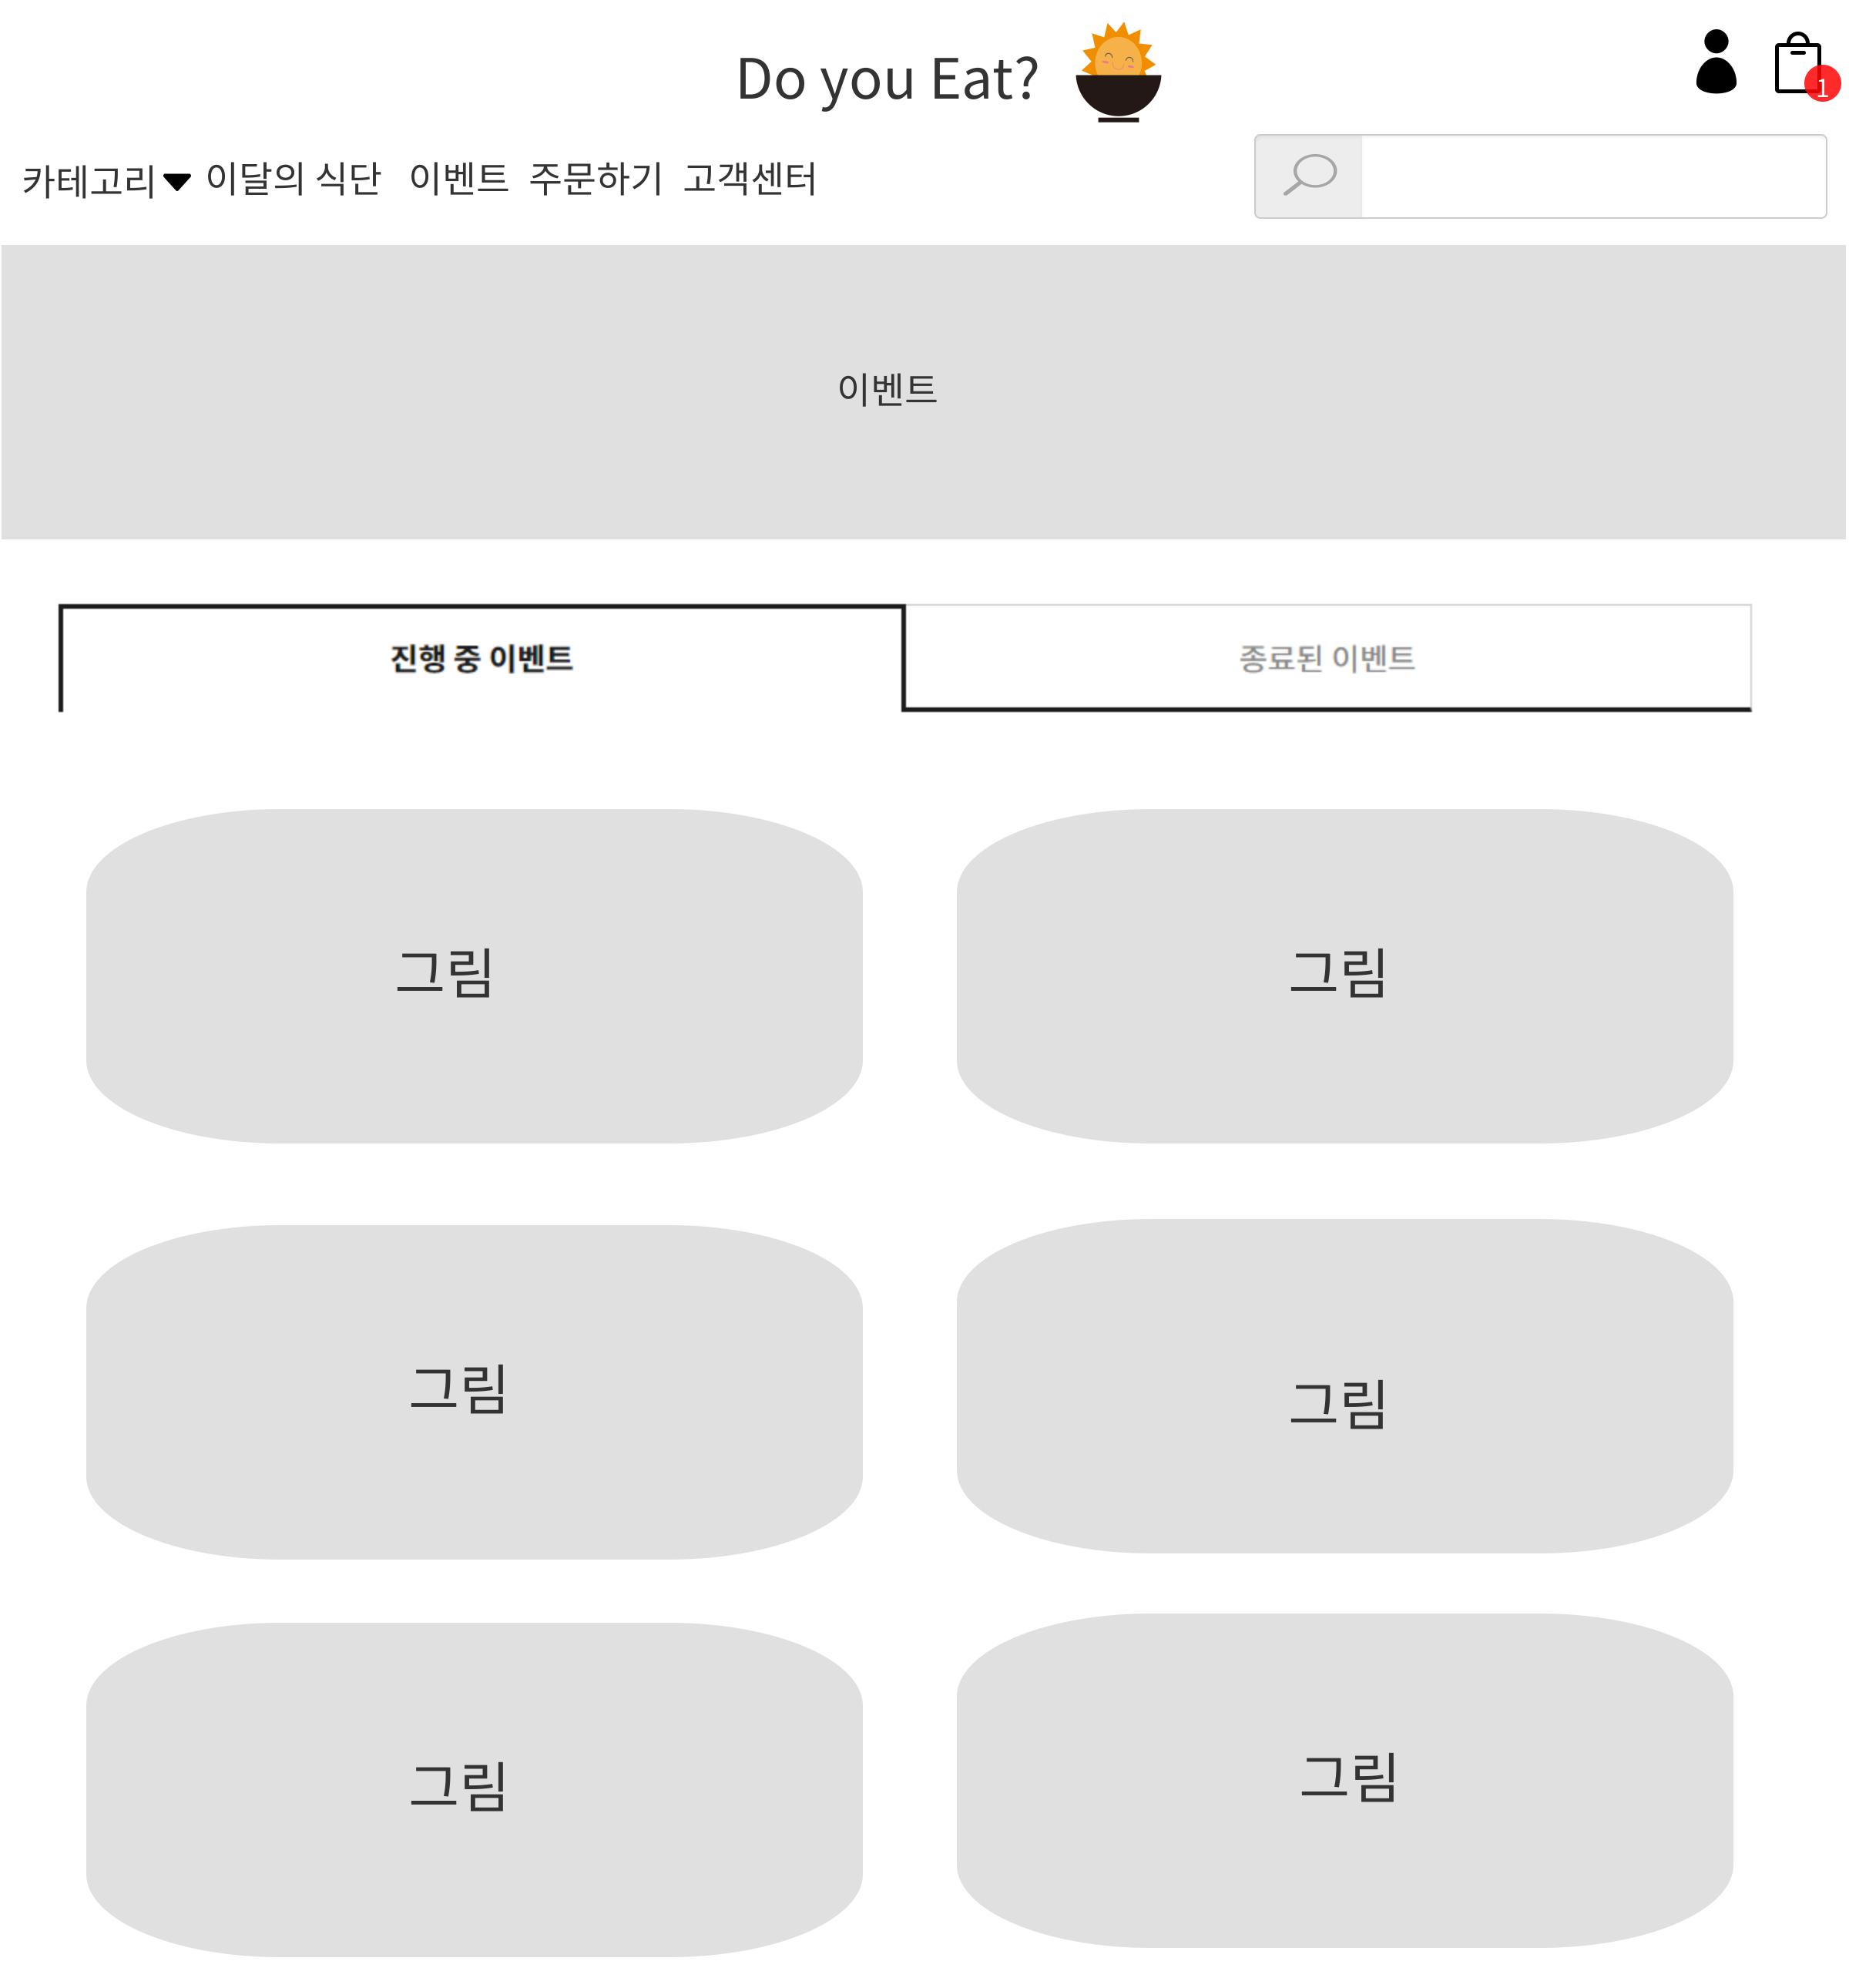 Do you Eat?
1
카테고리 이달의 식단 이벤트 주문하기 고객센터
이벤트
진행 중 이벤트 종료된 이벤트
그림 그림
그림 그림
그림 그림